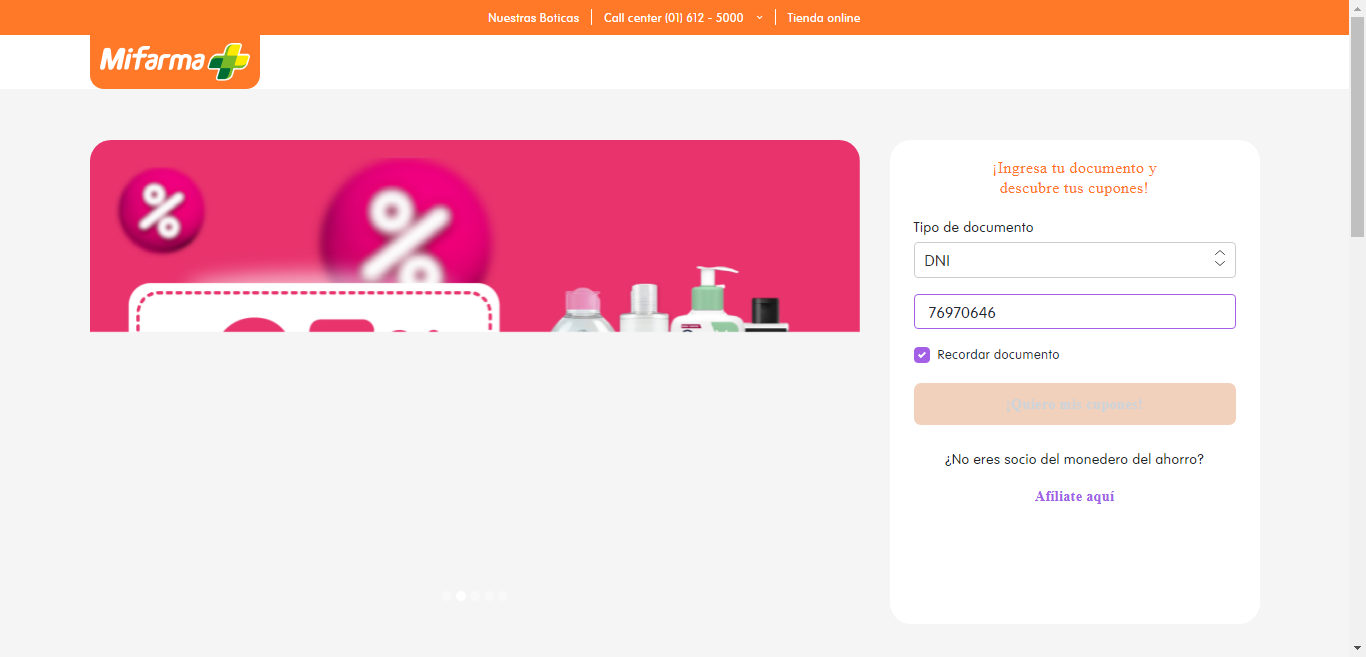 Nuestras Boticas
Call center (01) 612 - 5000
Tienda online
Mifarma
%
%
¡Ingresa tu documento y
descubre tus cupones!
Tipo de documento
DNI
76970646
Recordar documento
¡Quiero mis cupones!
¿No eres socio del monedero del ahorro?
Afíliate aquí